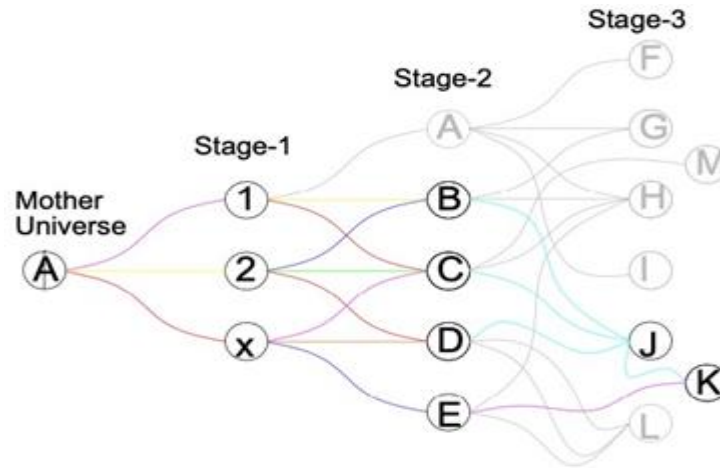 Stage-3
F
Stage-2
A
G
Stage-1
M
Mother
Universe
1
B
H
A
2
C
I
x
D
J
K
E
L